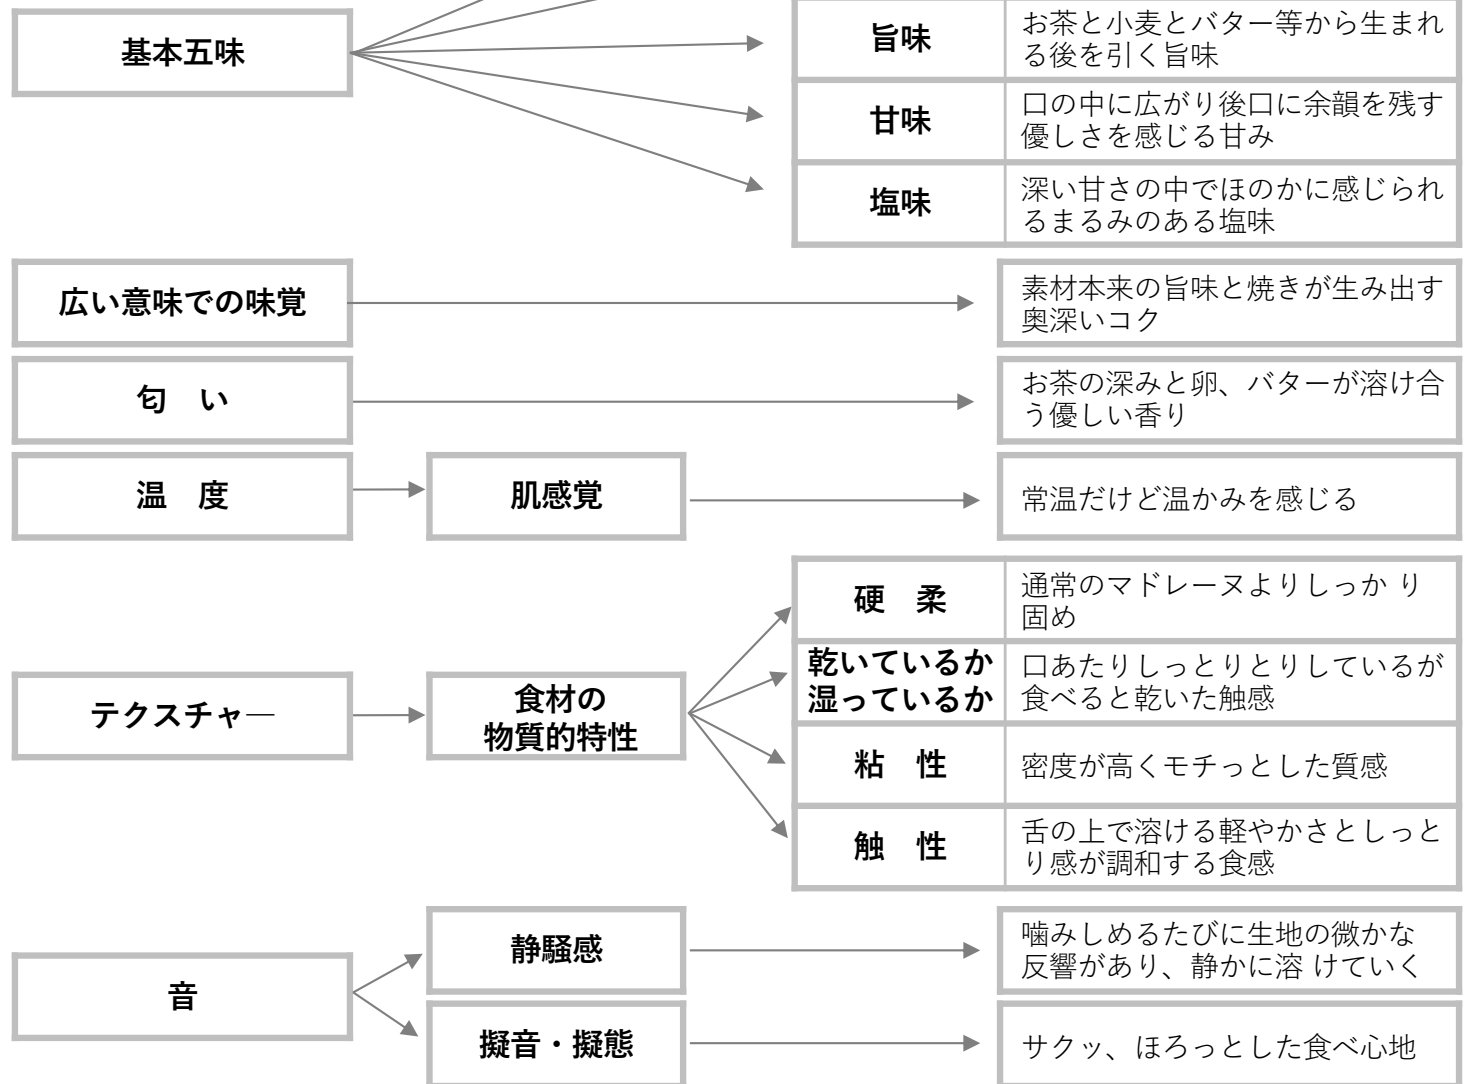 基本五味
旨味
お茶と小麦とバター等から生まれ
る後を引く旨味
甘味
口の中に広がり後口に余韻を残す
優しさを感じる甘み
塩味
深い甘さの中でほのかに感じられ
るまるみのある塩味
広い意味での味覚
素材本来の旨味と焼きが生み出す
奥深いコク
匂　い
お茶の深みと卵、バターが溶け合
う優しい香り
温　度
肌感覚
常温だけど温かみを感じる
テクスチャ―
食材の
物質的特性
硬　柔
通常のマドレーヌよりしっか り
固め
乾いているか
湿っているか
口あたりしっとりとりしているが
食べると乾いた触感
粘　性
密度が高くモチっとした質感
触　性
舌の上で溶ける軽やかさとしっと
り感が調和する食感
音
静騒感
噛みしめるたびに生地の微かな
反響があり、静かに溶 けていく
擬音・擬態
サクッ、ほろっとした食べ心地